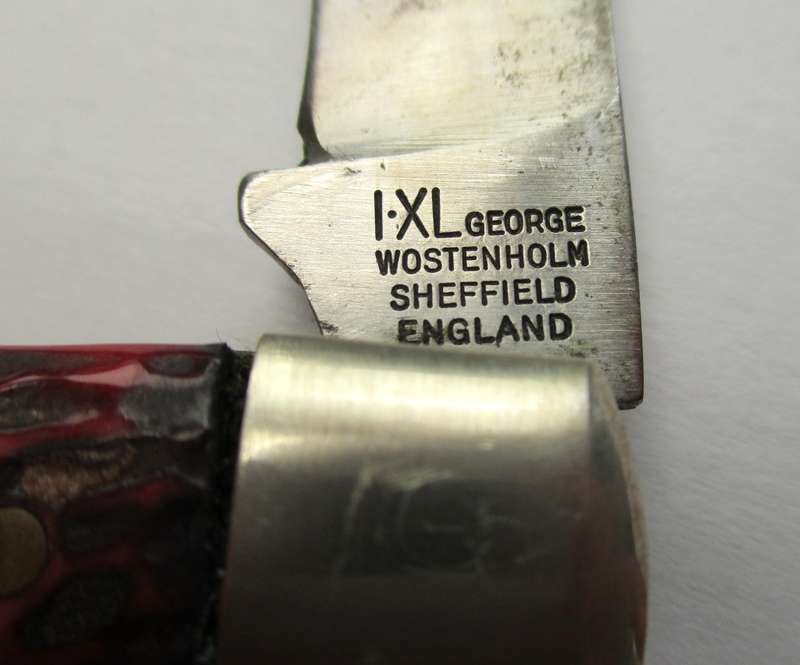 I·XL GEORGE
WOSTENHOLM
SHEFFIELD
ENGLAND